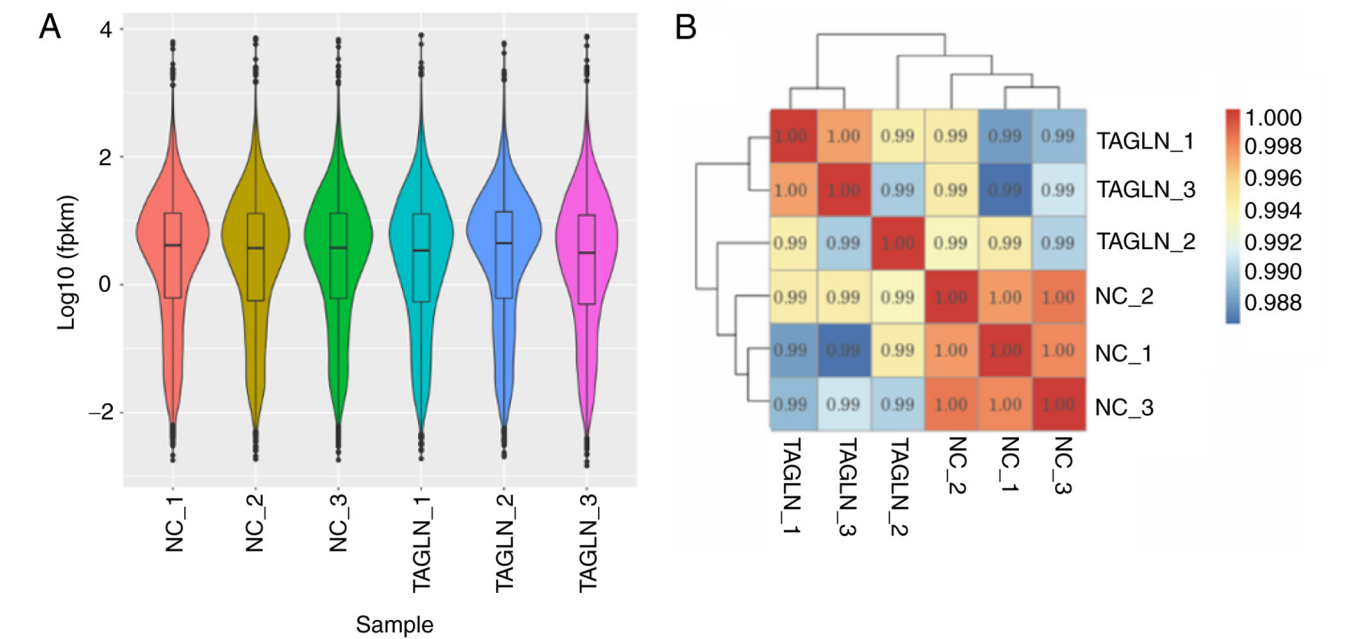 A
4
2
0
−2
Log10 (fpkm)
NC_1
NC_2
NC_3
TAGLN_1
TAGLN_2
TAGLN_3
Sample
B
1.00 1.00 0.99 0.99 0.99 0.99 TAGLN_1
1.00 1.00 0.99 0.99 0.99 0.99 TAGLN_3
0.99 0.99 1.00 0.99 0.99 0.99 TAGLN_2
0.99 0.99 0.99 1.00 1.00 1.00 NC_2
0.99 0.99 0.99 1.00 1.00 1.00 NC_1
0.99 0.99 0.99 1.00 1.00 1.00 NC_3
TAGLN_1
TAGLN_3
TAGLN_2
NC_2
NC_1
NC_3
1.000
0.998
0.996
0.994
0.992
0.990
0.988